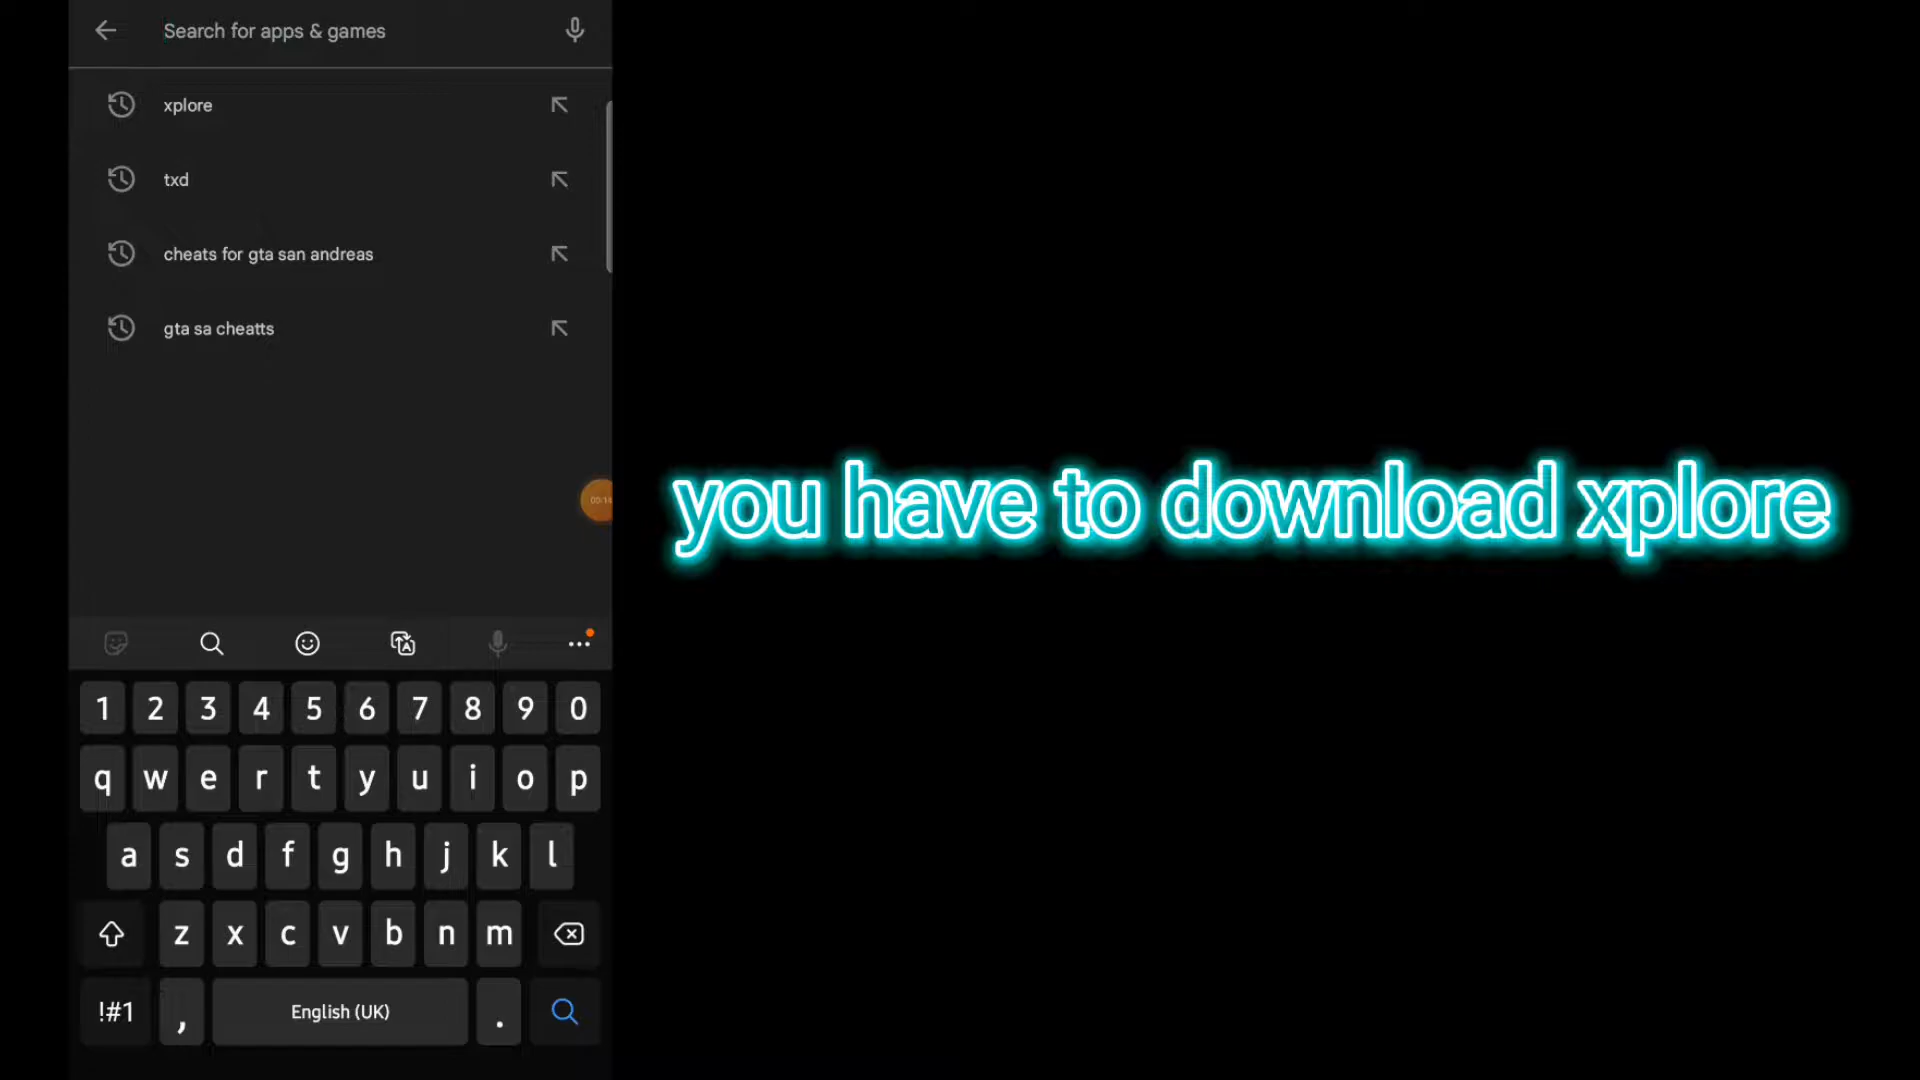 Search for apps & games
xplore
txd
cheats for gta san andreas
gta sa cheatts
you have to download xplore
1 2 3 4 5 6 7 8 9 0
q w e r t y u i o p
a s d f g h j k l
z x c v b n m
!#1 , English (UK) .